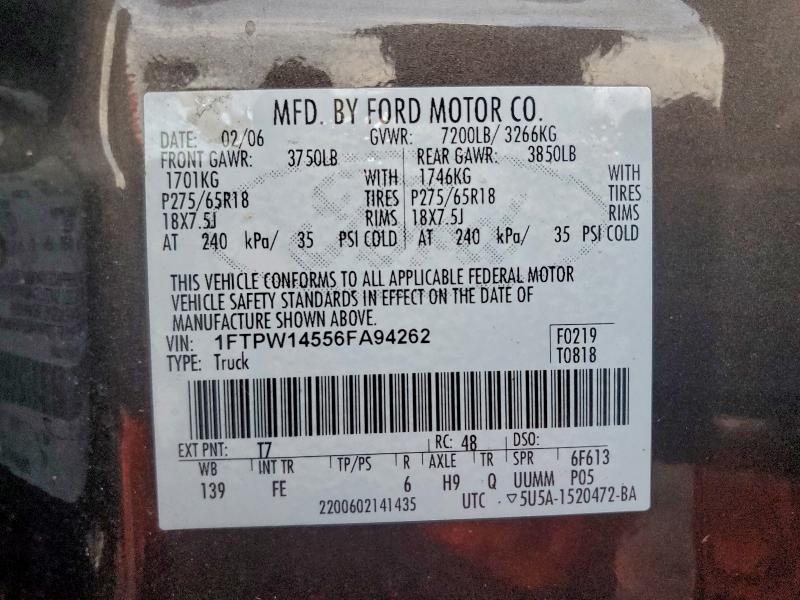 MFD. BY FORD MOTOR CO.
DATE: 02/06 GVWR: 7200LB/ 3266KG
FRONT GAWR: 3750LB REAR GAWR: 3850LB
1701KG WITH 1746KG WITH
P275/65R18 TIRES P275/65R18 TIRES
18X7.5J RIMS 18X7.5J RIMS
AT 240 kPa/ 35 PSI COLD AT 240 kPa/ 35 PSI COLD
THIS VEHICLE CONFORMS TO ALL APPLICABLE FEDERAL MOTOR
VEHICLE SAFETY STANDARDS IN EFFECT ON THE DATE OF
MANUFACTURE SHOWN ABOVE.
VIN: 1FTPW14556FA94262 F0219
TYPE: Truck T0818
EXT PNT: T7 RC: 48 DSO:
WB INT TR TP/PS R AXLE TR SPR 6F613
139 FE 6 H9 Q UUMM P05
2200602141435 UTC ▽5U5A-1520472-BA